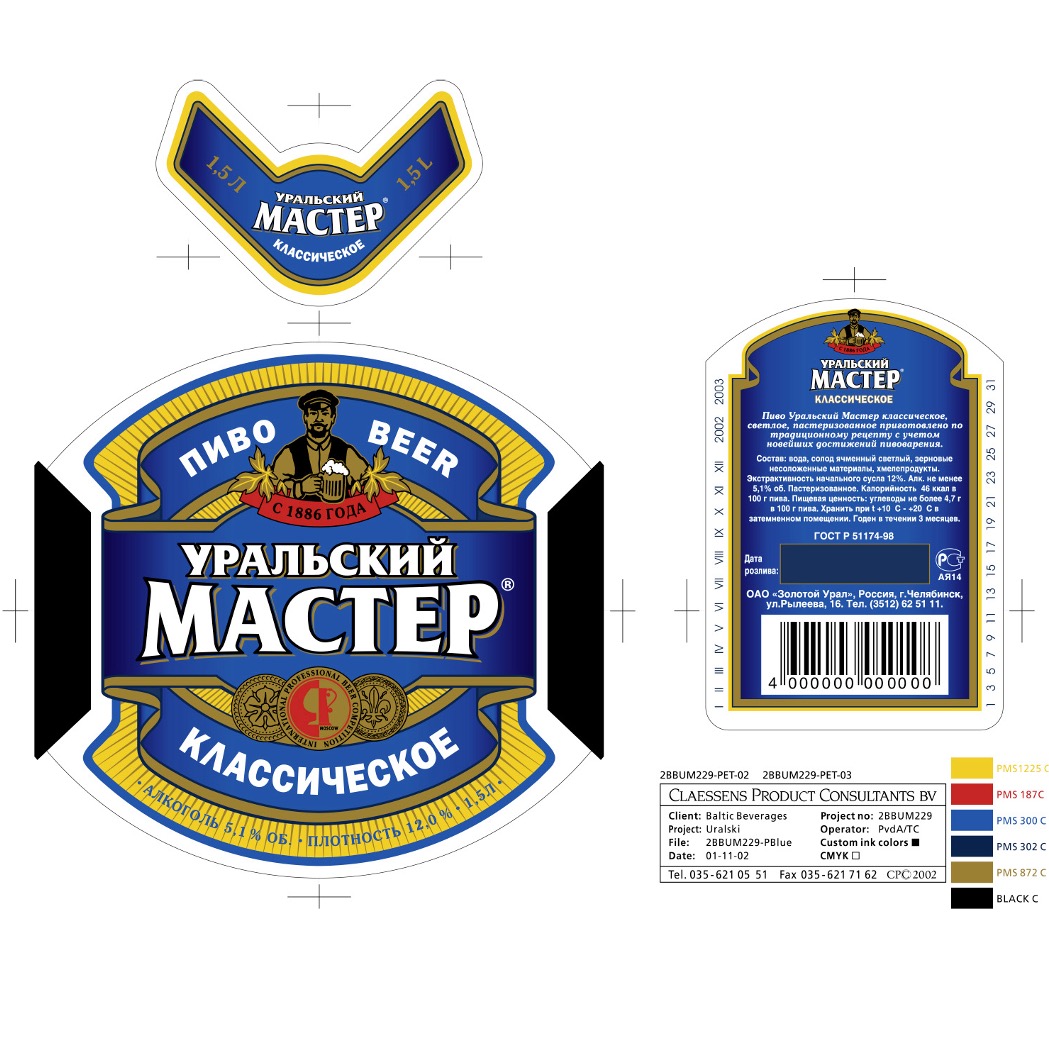 1,5 Л
1,5 L
УРАЛЬСКИЙ
МАСТЕР®
КЛАССИЧЕСКОЕ
ПИВО BEER
С 1886 ГОДА
УРАЛЬСКИЙ
МАСТЕР®
INTERNATIONAL PROFESSIONAL BEER COMPETITION
MOSCOW
КЛАССИЧЕСКОЕ
· АЛКОГОЛЬ 5,1 % ОБ. · ПЛОТНОСТЬ 12,0 % · 1,5 Л ·
С 1886 ГОДА
УРАЛЬСКИЙ
МАСТЕР®
КЛАССИЧЕСКОЕ
Пиво Уральский Мастер классическое,
светлое, пастеризованное приготовлено по
традиционному рецепту с учетом
новейших достижений пивоварения.
Состав: вода, солод ячменный светлый, зерновые
несоложенные материалы, хмелепродукты.
Экстрактивность начального сусла 12%. Алк. не менее
5,1% об. Пастеризованное. Калорийность 46 ккал в
100 г пива. Пищевая ценность: углеводы не более 4,7 г
в 100 г пива. Хранить при t +10 С - +20 С в
затемненном помещении. Годен в течении 3 месяцев.
ГОСТ Р 51174-98
Дата
розлива:
АЯ14
ОАО «Золотой Урал», Россия, г.Челябинск,
ул.Рылеева, 16. Тел. (3512) 62 51 11.
4 000000 000000
I II III IV V VI VII VIII IX X XI XII 2002 2003
1 3 5 7 9 11 13 15 17 19 21 23 25 27 29 31
2BBUM229-PET-02 2BBUM229-PET-03
CLAESSENS PRODUCT CONSULTANTS BV
Client: Baltic Beverages Project no: 2BBUM229
Project: Uralski Operator: PvdA/TC
File: 2BBUM229-PBlue Custom ink colors
Date: 01-11-02 CMYK
Tel. 035-621 05 51 Fax 035-621 71 62 CPC 2002
PMS1225 C
PMS 187C
PMS 300 C
PMS 302 C
PMS 872 C
BLACK C